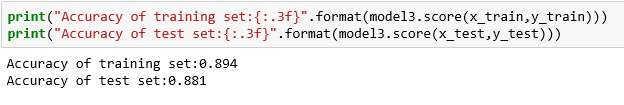 print("Accuracy of training set:{:.3f}".format(model3.score(x_train,y_train)))
print("Accuracy of test set:{:.3f}".format(model3.score(x_test,y_test)))
Accuracy of training set:0.894
Accuracy of test set:0.881